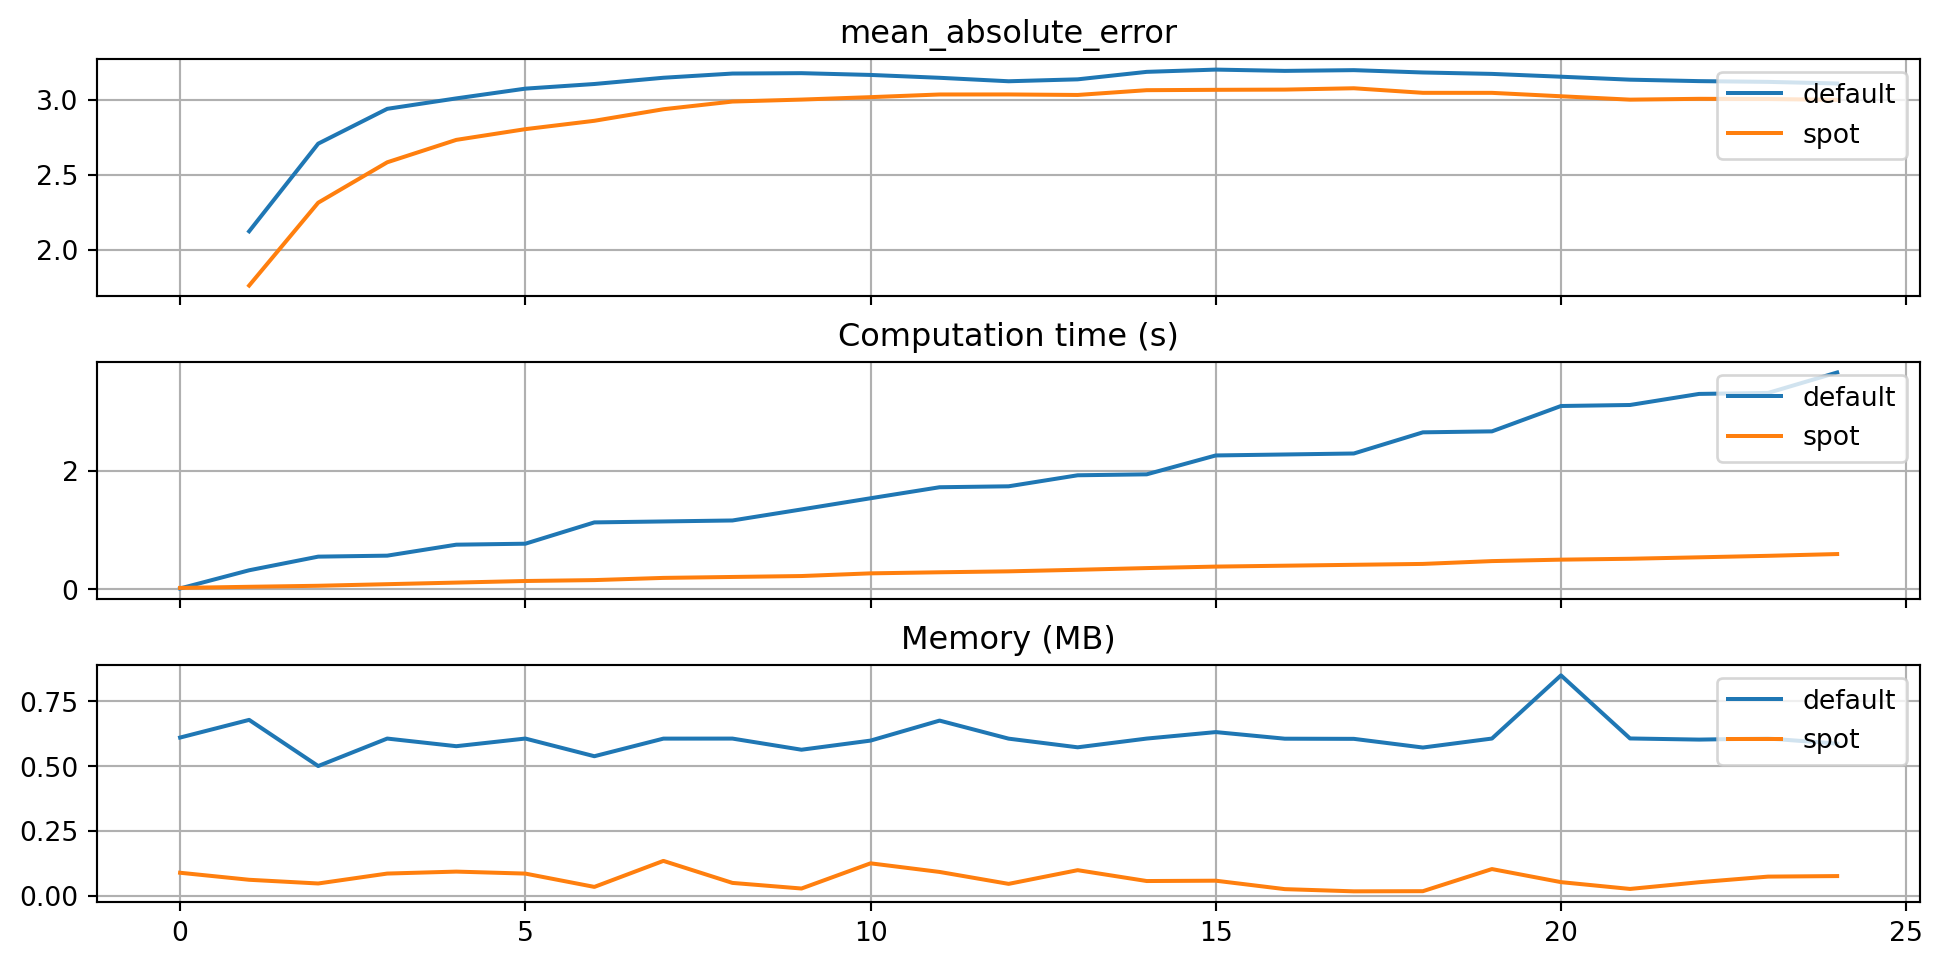 mean_absolute_error
3.0
2.5
2.0
default
spot
Computation time (s)
2
0
default
spot
Memory (MB)
0.75
0.50
0.25
0.00
default
spot
0 5 10 15 20 25